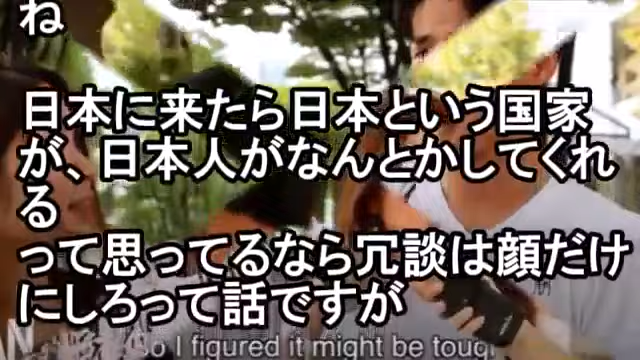 ね
日本に来たら日本という国家
が、日本人がなんとかしてくれ
る
って思ってるなら冗談は顔だけ
にしろって話ですが
so I figured it might be tough